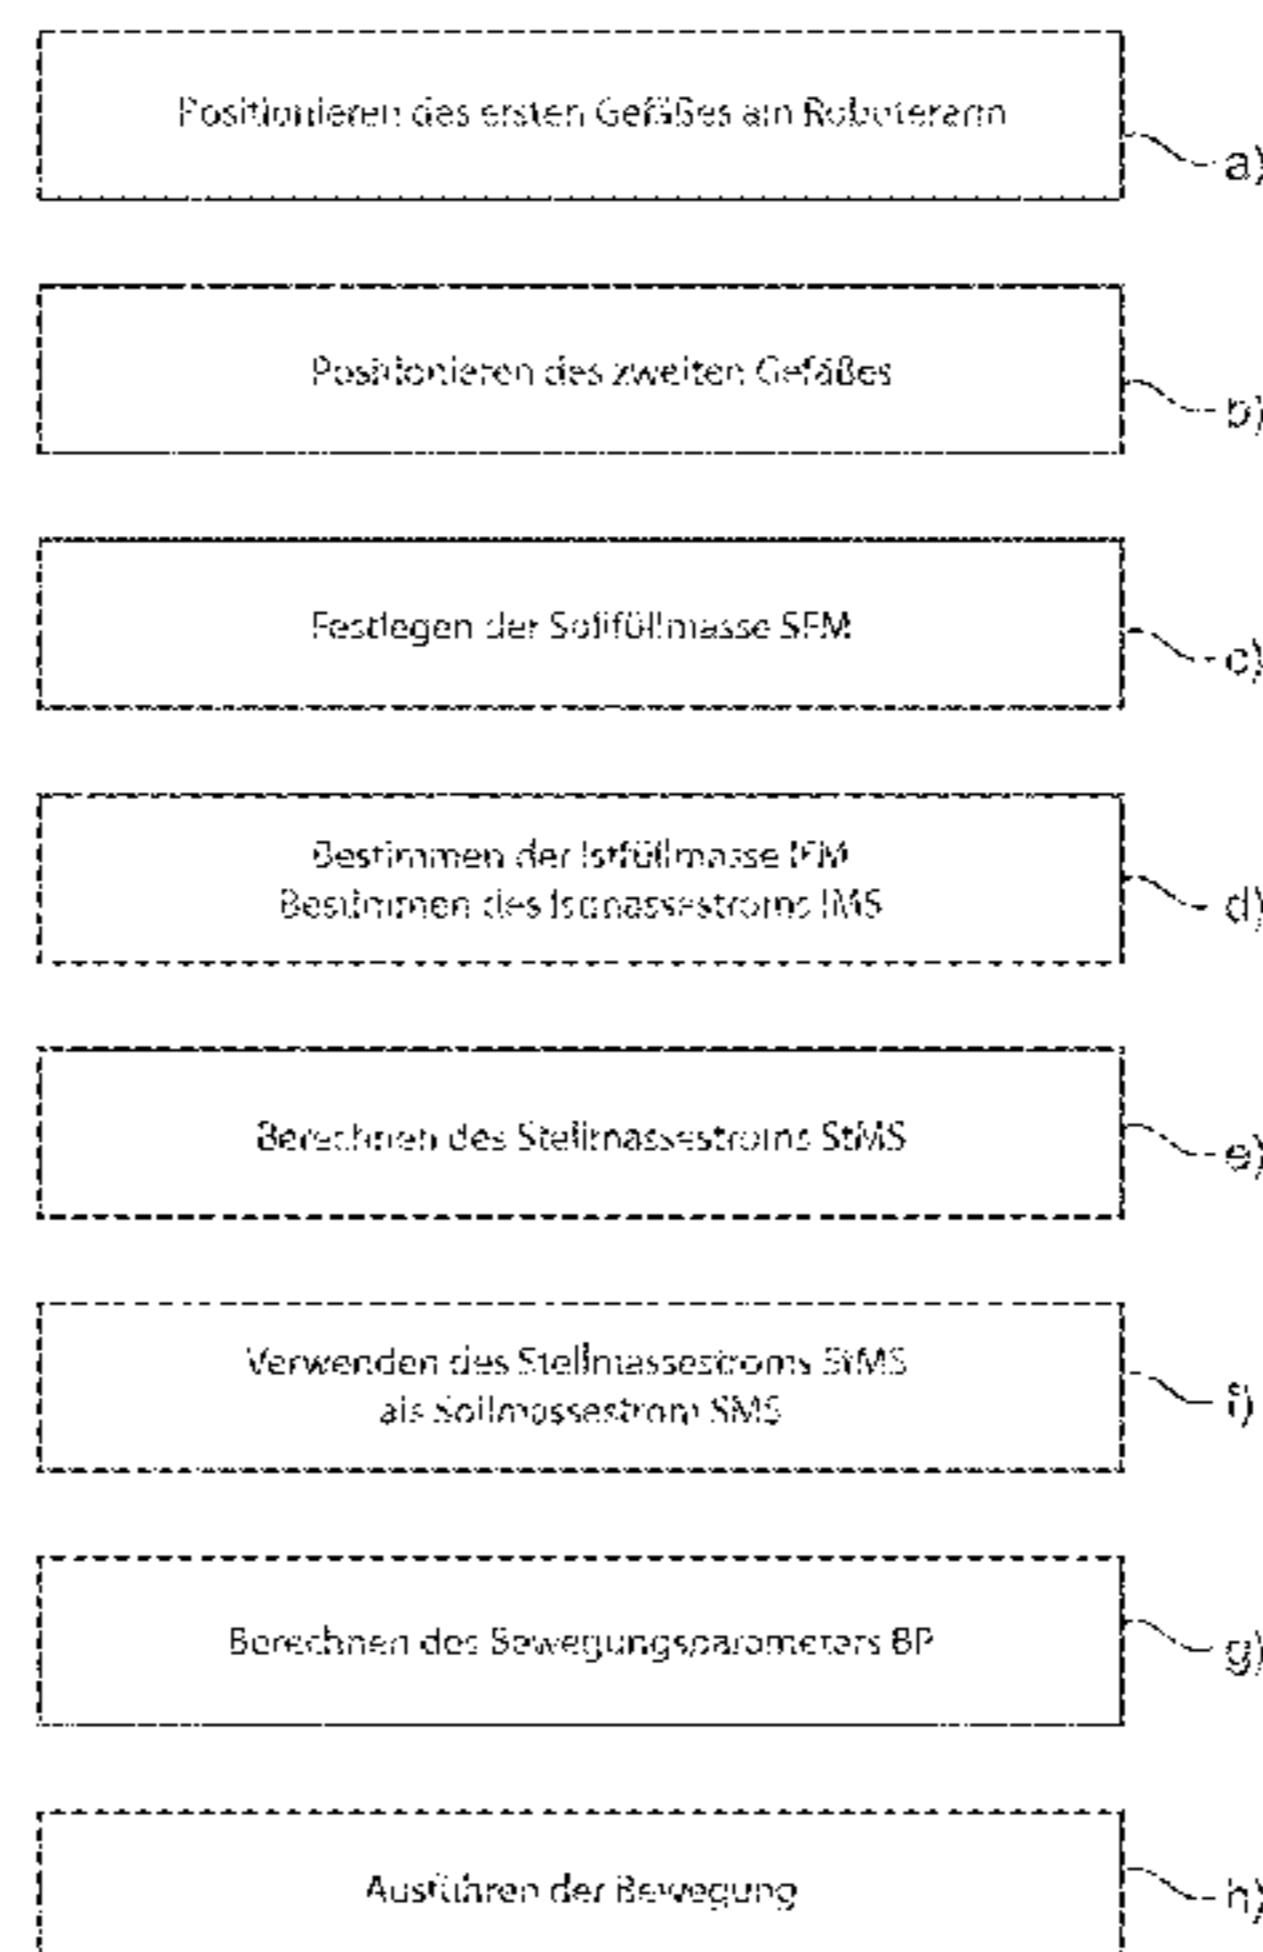 Positionieren des ersten Gefäßes am Roboterarm
a)
Positionieren des zweiten Gefäßes
b)
Festlegen der Sollfüllmasse SFM
c)
Bestimmen der Istfüllmasse IFM
Bestimmen des Istmassestroms IMS
d)
Berechnen des Stellmassestroms StMS
e)
Verwenden des Stellmassestroms StMS
als Sollmassestrom SMS
f)
Berechnen des Bewegungsparameters BP
g)
Ausführen der Bewegung
h)